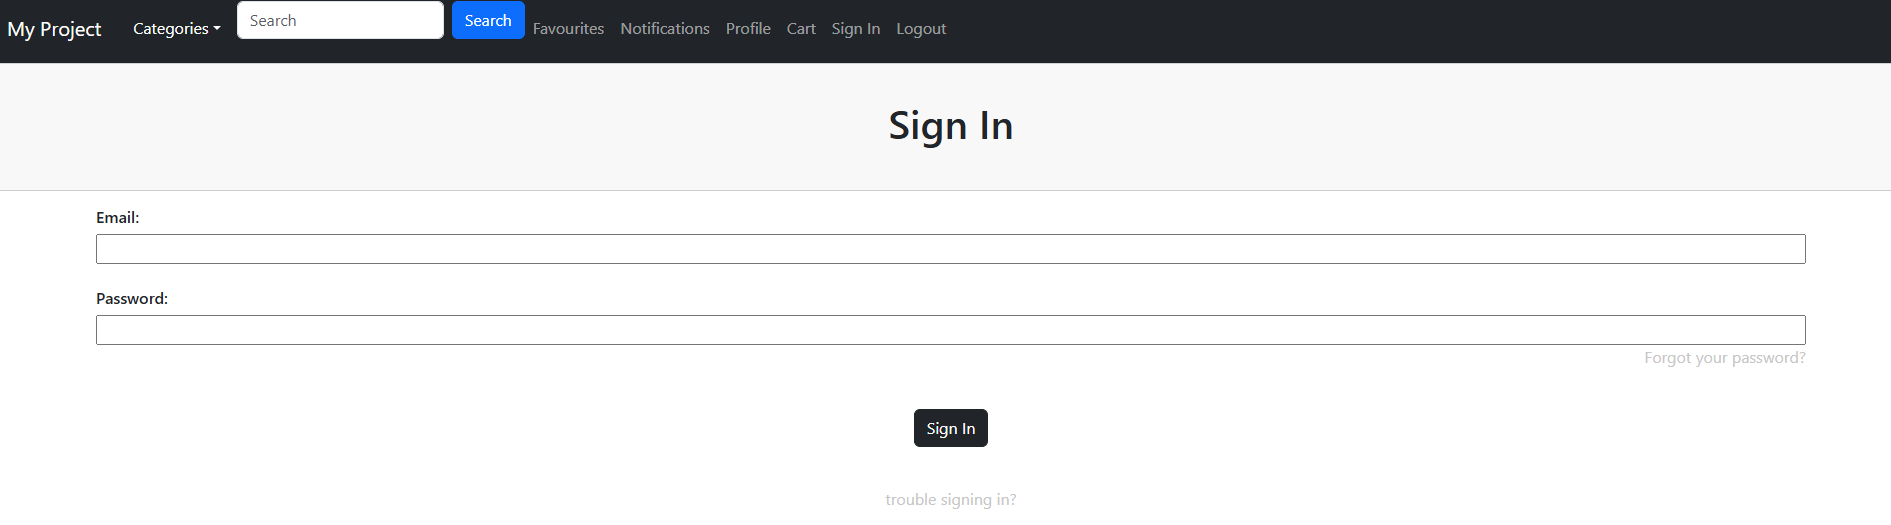 My Project Categories Search Search Favourites Notifications Profile Cart Sign In Logout
Sign In
Email:
Password:
Forgot your password?
Sign In
trouble signing in?